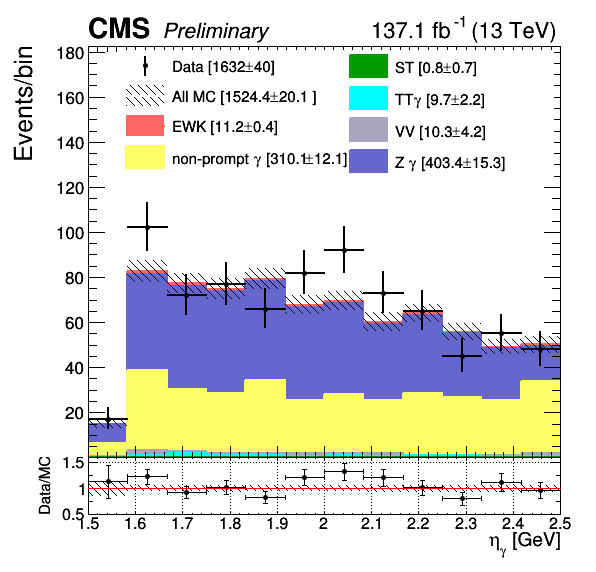 CMS Preliminary 137.1 fb⁻¹ (13 TeV)
Events/bin
180
160
140
120
100
80
60
40
20
Data [1632±40]
All MC [1524.4±20.1 ]
EWK [11.2±0.4]
non-prompt γ [310.1±12.1]
ST [0.8±0.7]
TTγ [9.7±2.2]
VV [10.3±4.2]
Z γ [403.4±15.3]
Data/MC
1.5
1
0.5
1.5 1.6 1.7 1.8 1.9 2 2.1 2.2 2.3 2.4 2.5
ηγ [GeV]